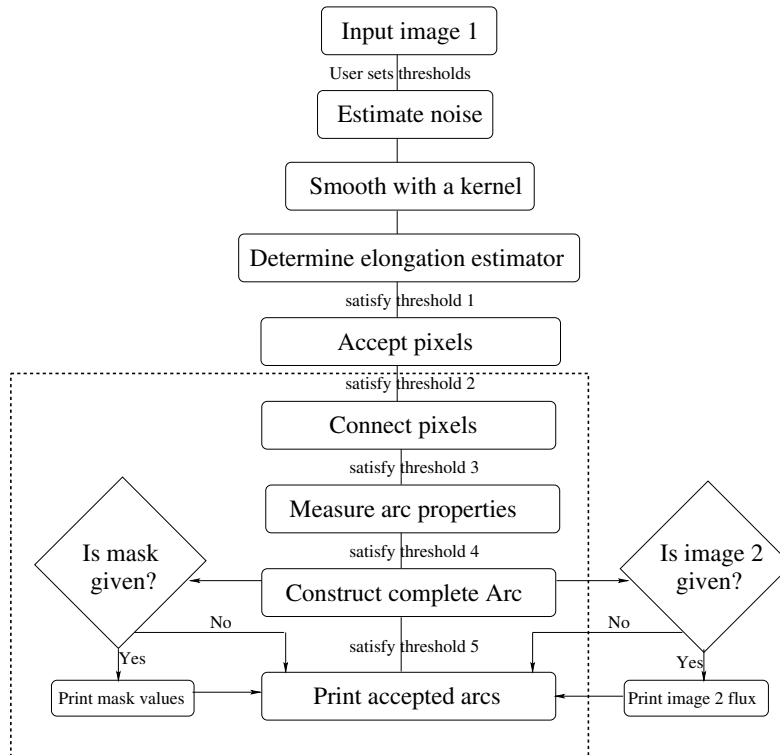 Input image 1
User sets thresholds
Estimate noise
Smooth with a kernel
Determine elongation estimator
satisfy threshold 1
Accept pixels
satisfy threshold 2
Connect pixels
satisfy threshold 3
Measure arc properties
satisfy threshold 4
Is mask
given?
Construct complete Arc
Is image 2
given?
No
satisfy threshold 5
No
Yes
Yes
Print mask values
Print accepted arcs
Print image 2 flux